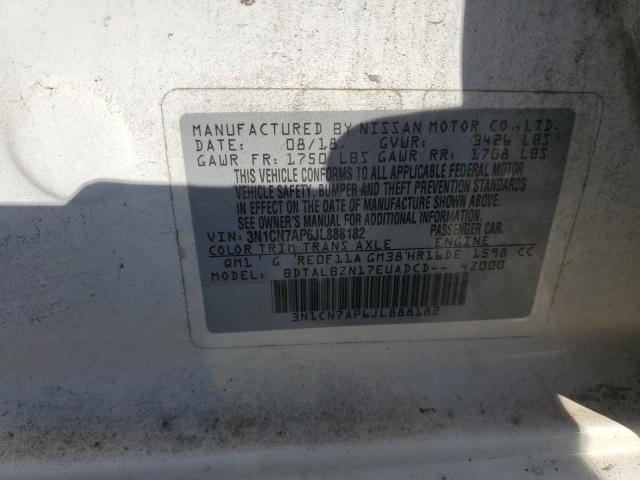 MANUFACTURED BY NISSAN MOTOR CO., LTD.
DATE: 08/18 GVWR: 3426 LBS
GAWR FR: 1750 LBS GAWR RR: 1708 LBS
THIS VEHICLE CONFORMS TO ALL APPLICABLE FEDERAL MOTOR
VEHICLE SAFETY, BUMPER AND THEFT PREVENTION STANDARDS
IN EFFECT ON THE DATE OF MANUFACTURE SHOWN ABOVE.
SEE OWNER'S MANUAL FOR ADDITIONAL INFORMATION.
VIN: 3N1CN7AP6JL888182 PASSENGER CAR.
COLOR TRIM TRANS AXLE ENGINE
QM1 G RE0F11A GM38 HR16DE 1598 CC
MODEL: BDTALBZN17EUADCD-- 42000
3N1CN7AP6JL888182